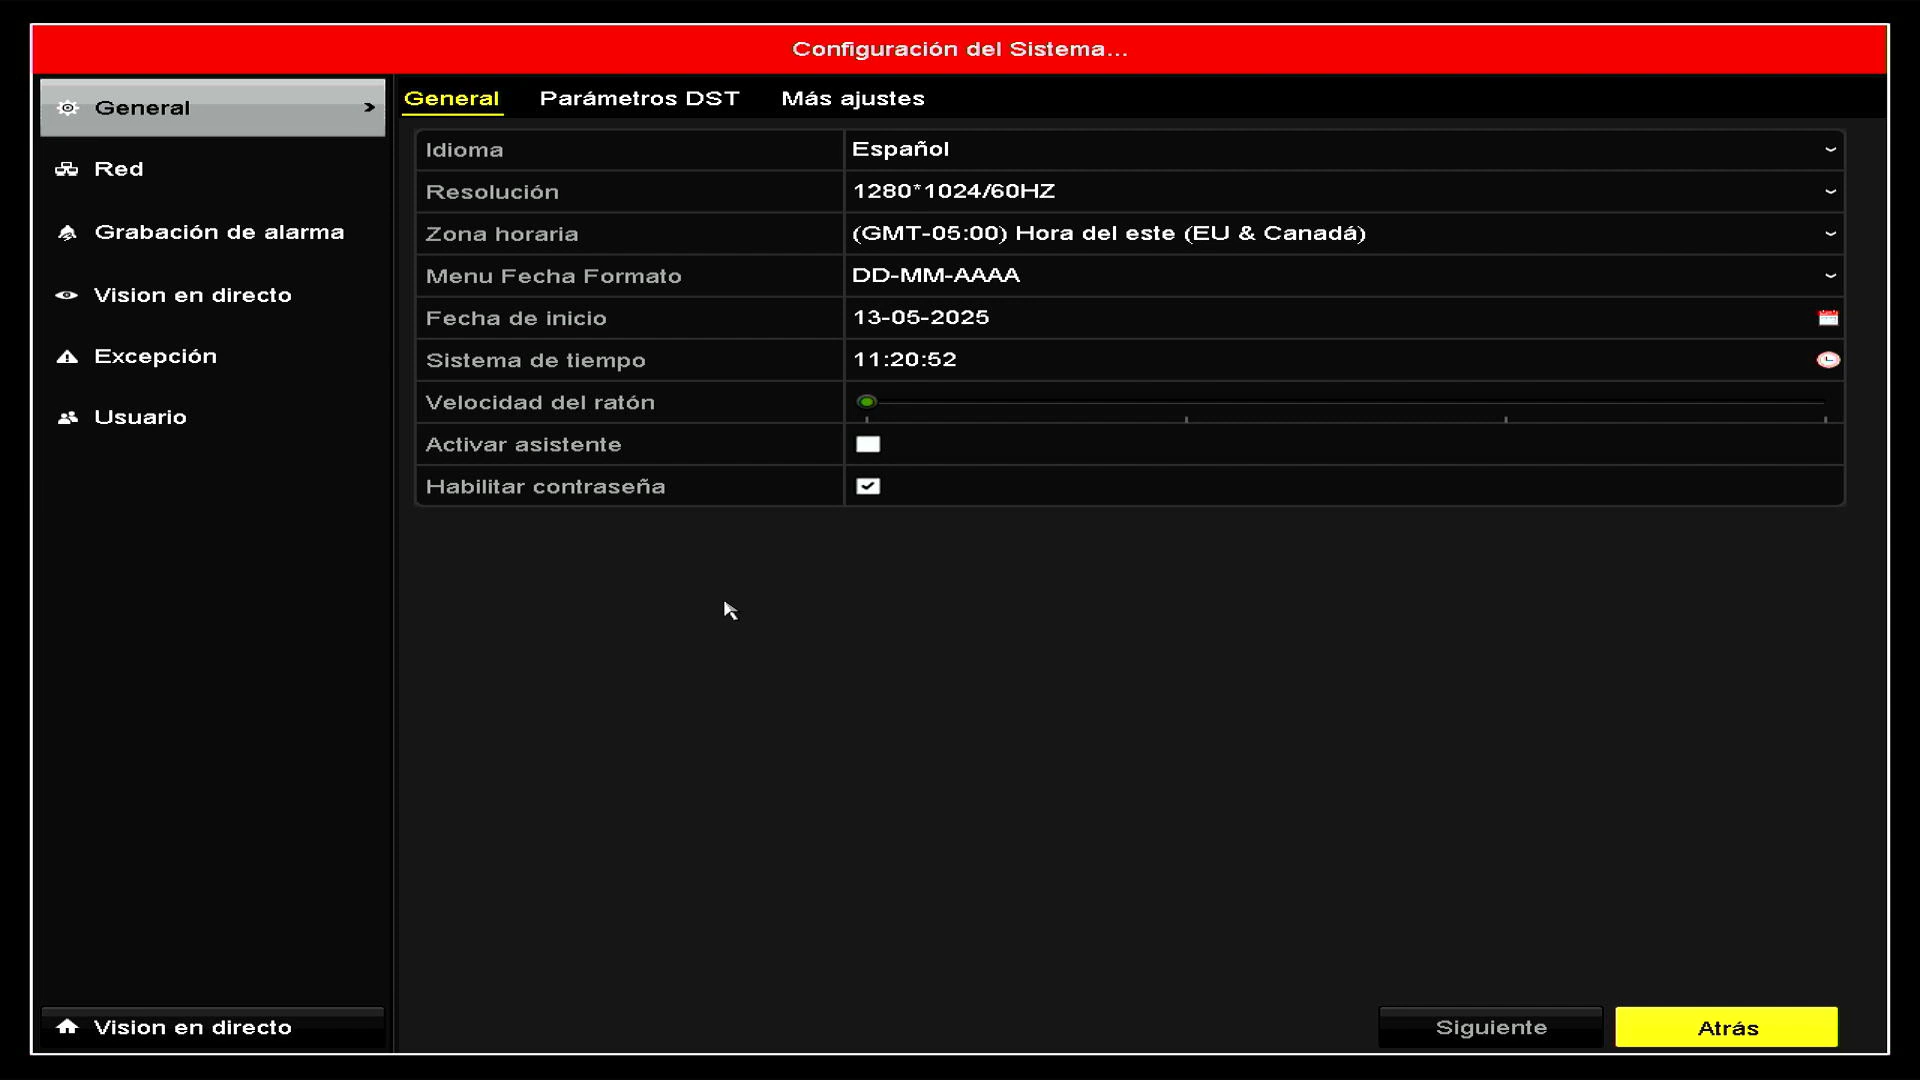 Configuración del Sistema...
General
Red
Grabación de alarma
Vision en directo
Excepción
Usuario
Vision en directo
General Parámetros DST Más ajustes
Idioma Español
Resolución 1280*1024/60HZ
Zona horaria (GMT-05:00) Hora del este (EU & Canadá)
Menu Fecha Formato DD-MM-AAAA
Fecha de inicio 13-05-2025
Sistema de tiempo 11:20:52
Velocidad del ratón
Activar asistente
Habilitar contraseña
Siguiente Atrás